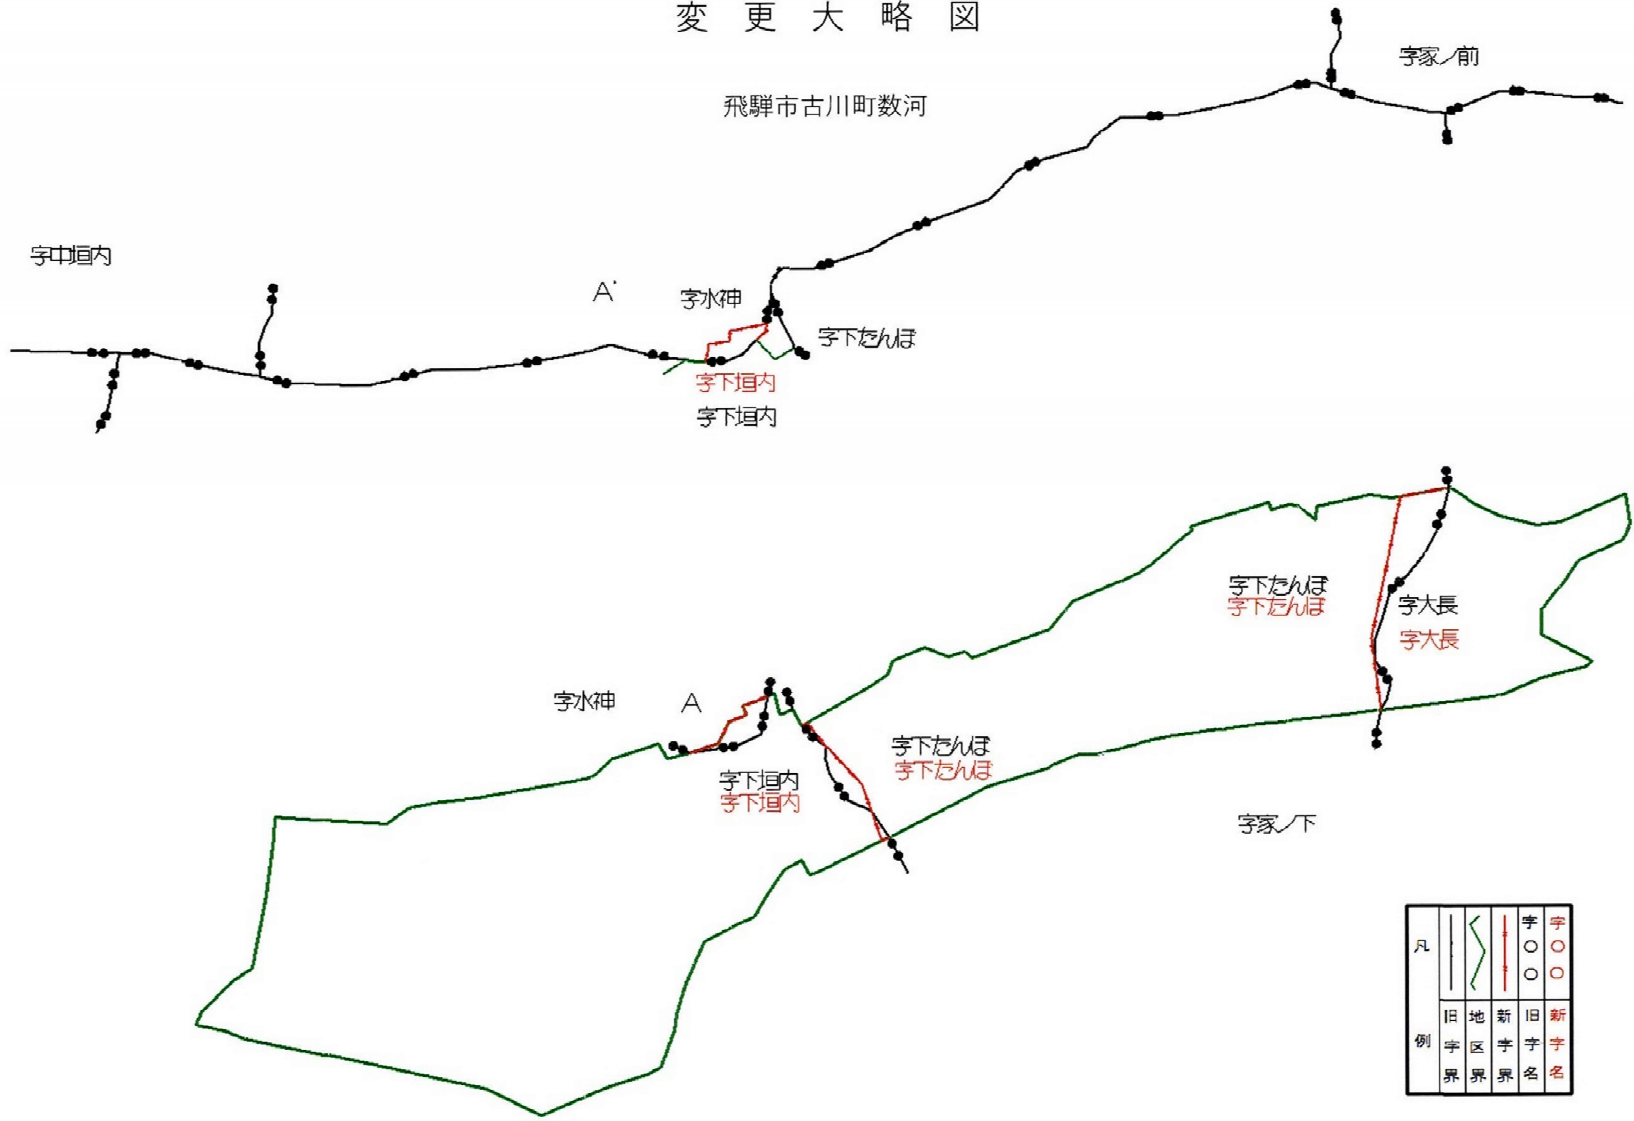 変更大略図
飛騨市古川町数河
字家ノ前
字中垣内
A'
字水神
字下たんぼ
字下垣内
字下垣内
字下たんぼ
字下たんぼ
字大長
字大長
字水神
A
字下たんぼ
字下たんぼ
字下垣内
字下垣内
字家ノ下
凡例
旧字界
地区界
新字界
字○○
旧字名
字○○
新字名